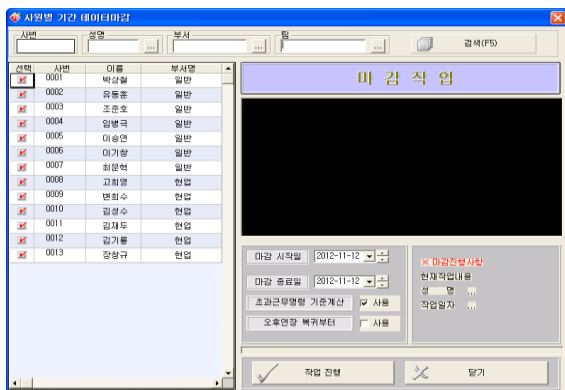 사원별 기간 데이터마감
사번 성명 ... 부서 ... 팀 ... 검색(F5)
선택 사번 이름 부서명
0001 박상철 일반
0002 유동훈 일반
0003 조준호 일반
0004 임병극 일반
0005 이승연 일반
0006 이기창 일반
0007 최문혁 일반
0008 고희영 현업
0009 변희수 현업
0010 김성수 현업
0011 김재두 현업
0012 김기룡 현업
0013 장창규 현업
마 감 작 업
마감 시작일 2012-11-12
마감 종료일 2012-11-12
초과근무명령 기준계산 사용
오후연장 복귀부터 사용
※ 마감진행사항
현재작업내용
성 명 ...
작업일자 ...
작업 진행 닫기